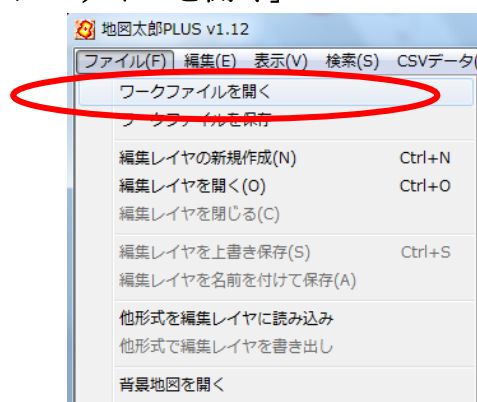 地図太郎PLUS v1.12
ファイル(F) 編集(E) 表示(V) 検索(S) CSVデータ(
ワークファイルを開く
ワークファイルを保存
編集レイヤの新規作成(N) Ctrl+N
編集レイヤを開く(O) Ctrl+O
編集レイヤを閉じる(C)
編集レイヤを上書き保存(S) Ctrl+S
編集レイヤを名前を付けて保存(A)
他形式を編集レイヤに読み込み
他形式で編集レイヤを書き出し
背景地図を開く